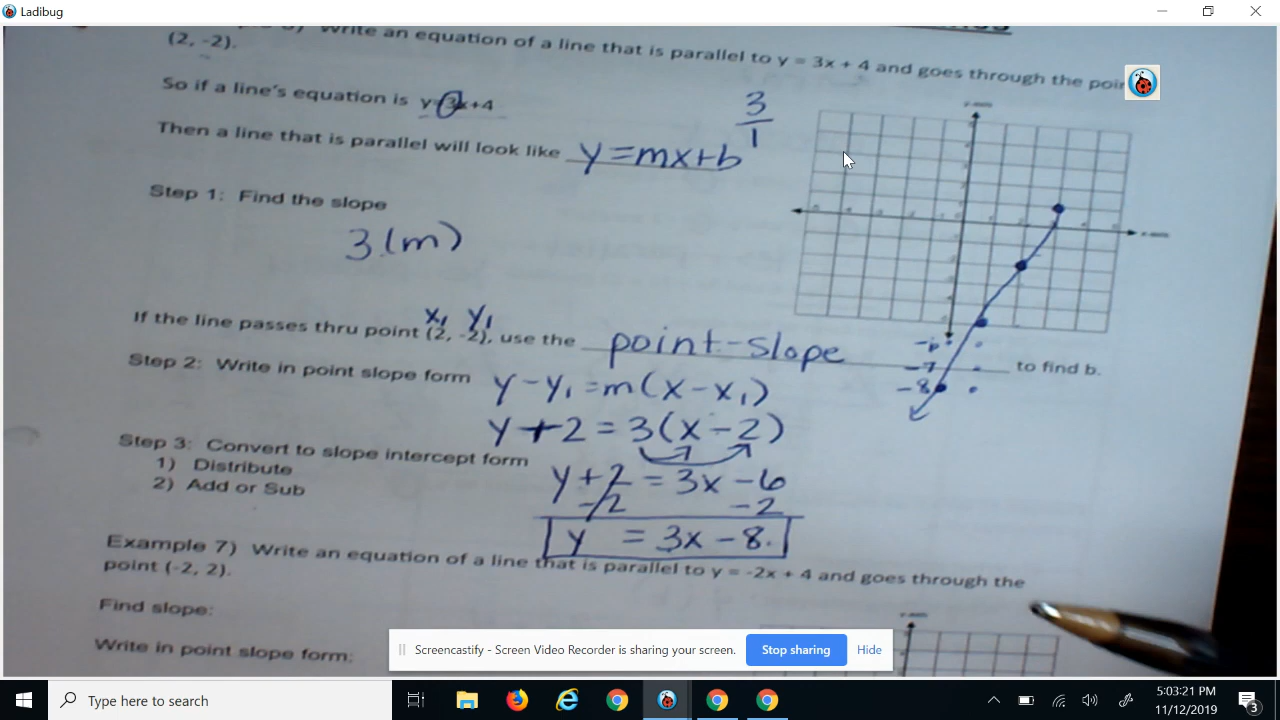 Ladibug
Write an equation of a line that is parallel to y = 3x + 4 and goes through the
(2, -2).
So if a line's equation is y=3x+4
3
1
Then a line that is parallel will look like y=mx+b
Step 1: Find the slope
3(m)
x₁ y₁
If the line passes thru point (2, -2), use the point-slope to find b.
-6
-7
-8
Step 2: Write in point slope form
y-y₁=m(x-x₁)
y+2=3(x-2)
Step 3: Convert to slope intercept form
1) Distribute
2) Add or Sub
y+2=3x-6
-2 -2
y = 3x-8.
Example 7) Write an equation of a line that is parallel to y = -2x + 4 and goes through the
point (-2, 2).
Find slope:
Write in point slope form:
Screencastify - Screen Video Recorder is sharing your screen.
Stop sharing
Hide
Type here to search
5:03:21 PM
11/12/2019
3